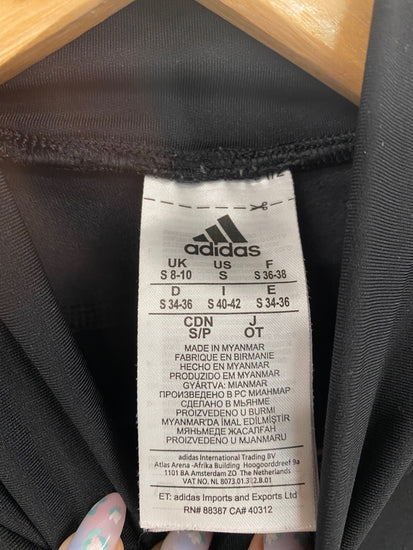 adidas
UK US F
S 8-10 S S 36-38
D I E
S 34-36 S 40-42 S 34-36
CDN J
S/P OT
MADE IN MYANMAR
FABRIQUE EN BIRMANIE
HECHO EN MYANMAR
PRODUZIDO EM MYANMAR
GYÁRTVA: MIANMAR
ПРОИЗВЕДЕНО В РС МИАНМАР
СДЕЛАНО В МЬЯНМЕ
PROIZVEDENO U BURMI
MYANMAR'DA İMAL EDİLMİŞTİR
МЯНЬМЕДЕ ЖАСАЛҒАН
PROIZVEDENO U MJANMARU
adidas International Trading BV
Atlas Arena -Afrika Building Hoogoorddreef 9a
1101 BA Amsterdam ZO The Netherlands
VAT NO. NL 8073.01.3 2.B.01
ET: adidas Imports and Exports Ltd
RN# 88387 CA# 40312